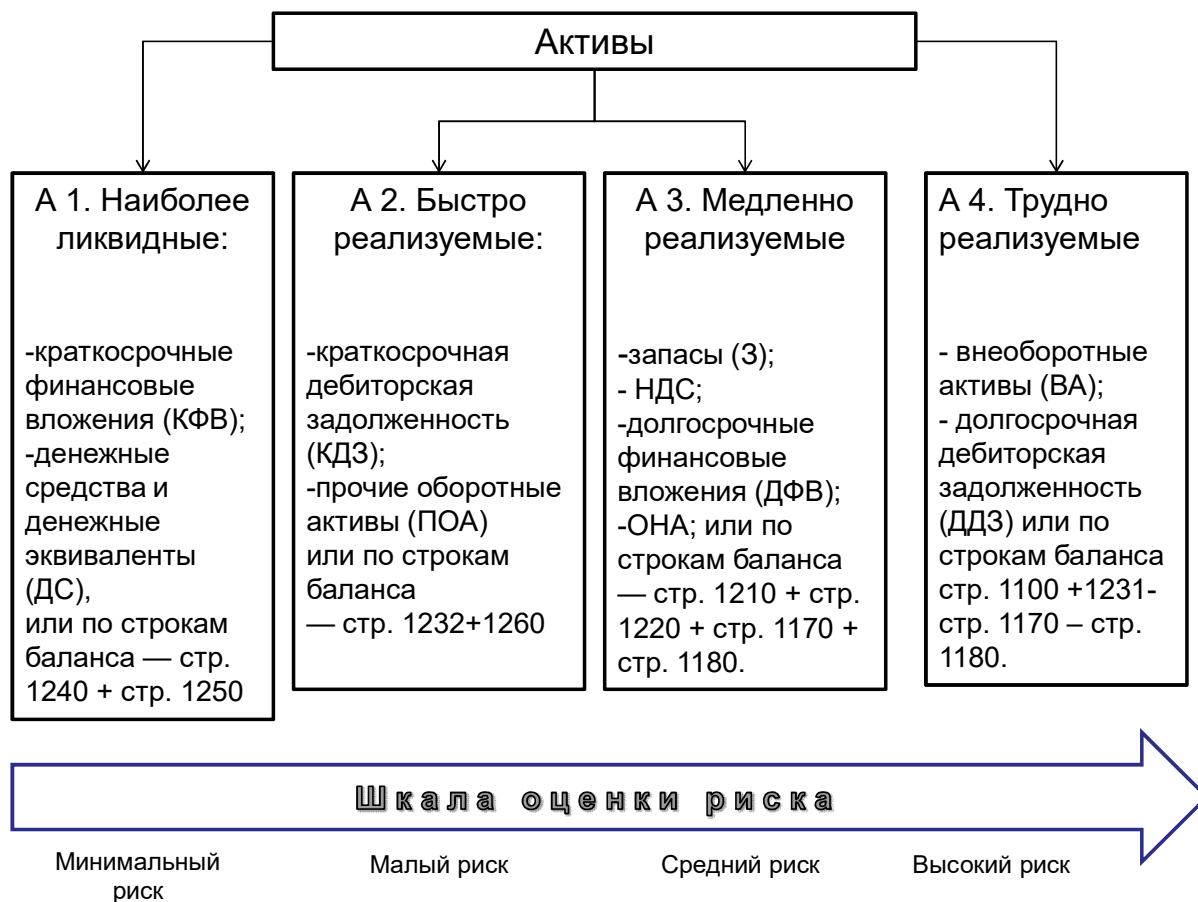 Активы
А 1. Наиболее
ликвидные:
-краткосрочные
финансовые
вложения (КФВ);
-денежные
средства и
денежные
эквиваленты
(ДС),
или по строкам
баланса — стр.
1240 + стр. 1250
А 2. Быстро
реализуемые:
-краткосрочная
дебиторская
задолженность
(КДЗ);
-прочие оборотные
активы (ПОА)
или по строкам
баланса
— стр. 1232+1260
А 3. Медленно
реализуемые
-запасы (З);
- НДС;
-долгосрочные
финансовые
вложения (ДФВ);
-ОНА; или по
строкам баланса
— стр. 1210 + стр.
1220 + стр. 1170 +
стр. 1180.
А 4. Трудно
реализуемые
- внеоборотные
активы (ВА);
- долгосрочная
дебиторская
задолженность
(ДДЗ) или по
строкам баланса
стр. 1100 +1231-
стр. 1170 – стр.
1180.
Шкала оценки риска
Минимальный
риск
Малый риск
Средний риск
Высокий риск